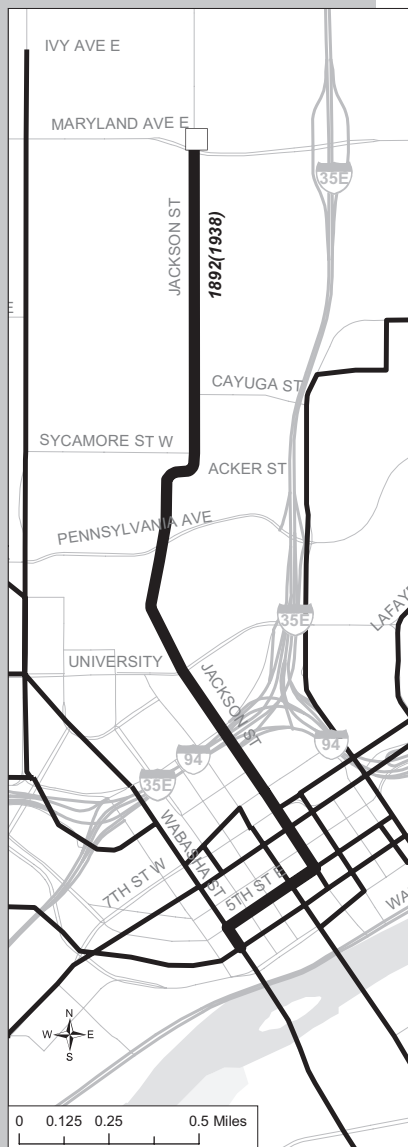 IVY AVE E
MARYLAND AVE E
35E
JACKSON ST
1892(1938)
E
CAYUGA ST
SYCAMORE ST W
ACKER ST
PENNSYLVANIA AVE
35E
LAFAY
UNIVERSITY
JACKSON ST
94
94
35E
WABASHA ST
7TH ST W
5TH ST E
WA
N
W E
S
0 0.125 0.25 0.5 Miles